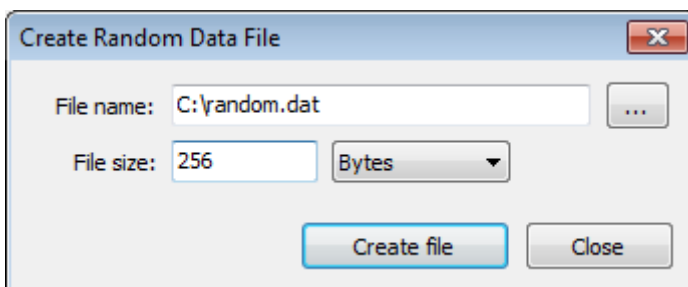 Create Random Data File
File name: C:\random.dat ...
File size: 256 Bytes
Create file Close